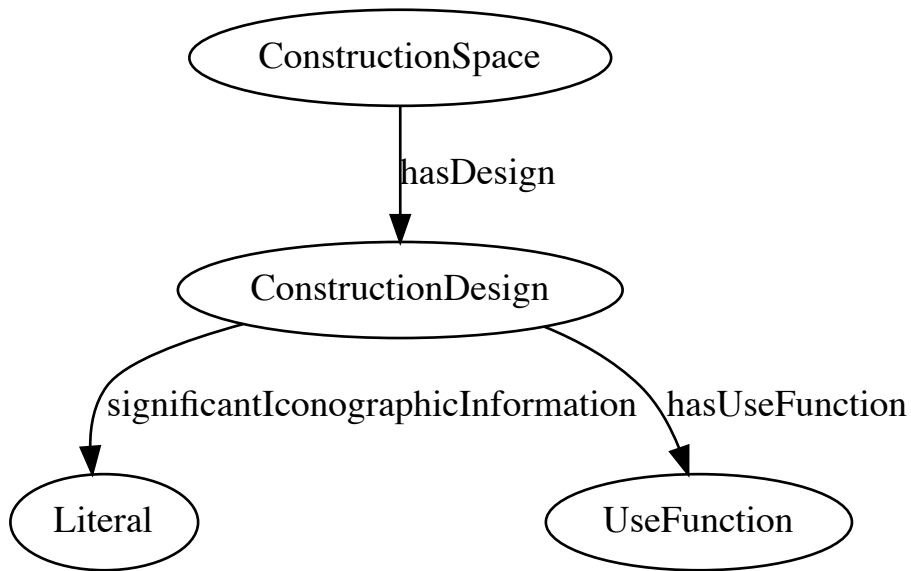 ConstructionSpace
hasDesign
ConstructionDesign
significantIconographicInformation
hasUseFunction
Literal
UseFunction